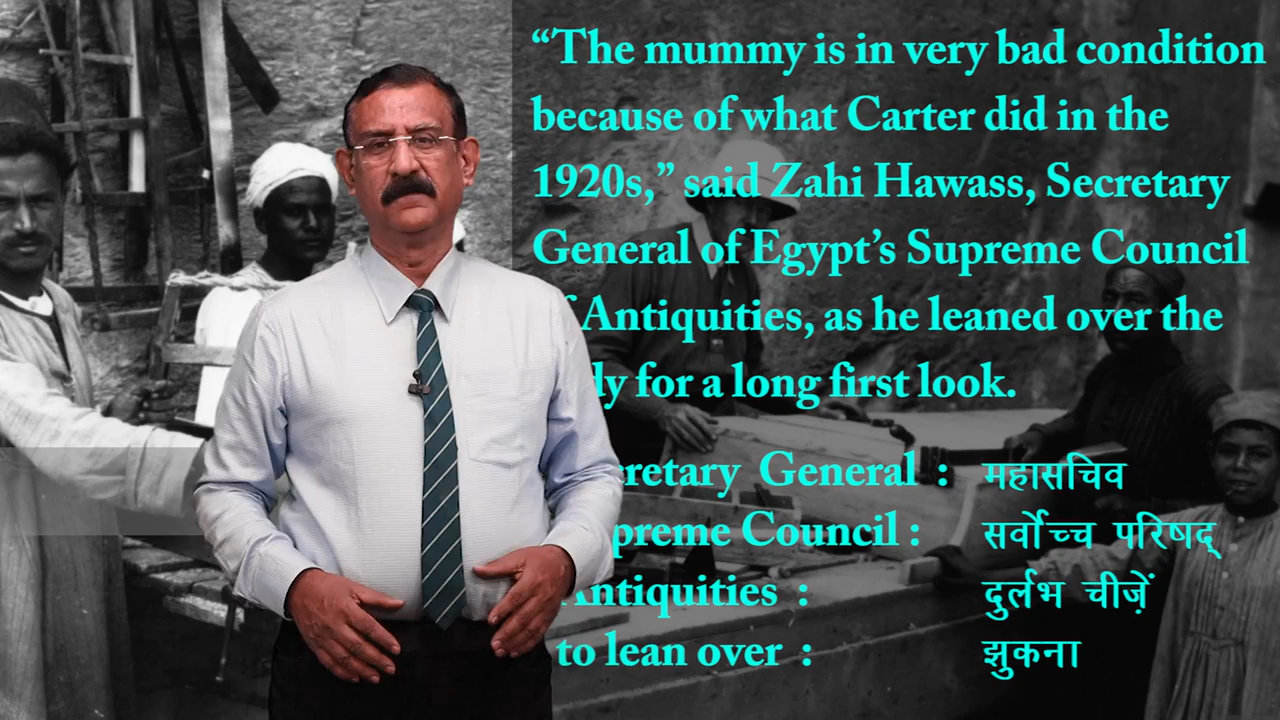 “The mummy is in very bad condition
because of what Carter did in the
1920s,” said Zahi Hawass, Secretary
General of Egypt’s Supreme Council
Antiquities, as he leaned over the
for a long first look.
General : महासचिव
Council : सर्वोच्च परिषद्
Antiquities : दुर्लभ चीज़ें
to lean over : झुकना